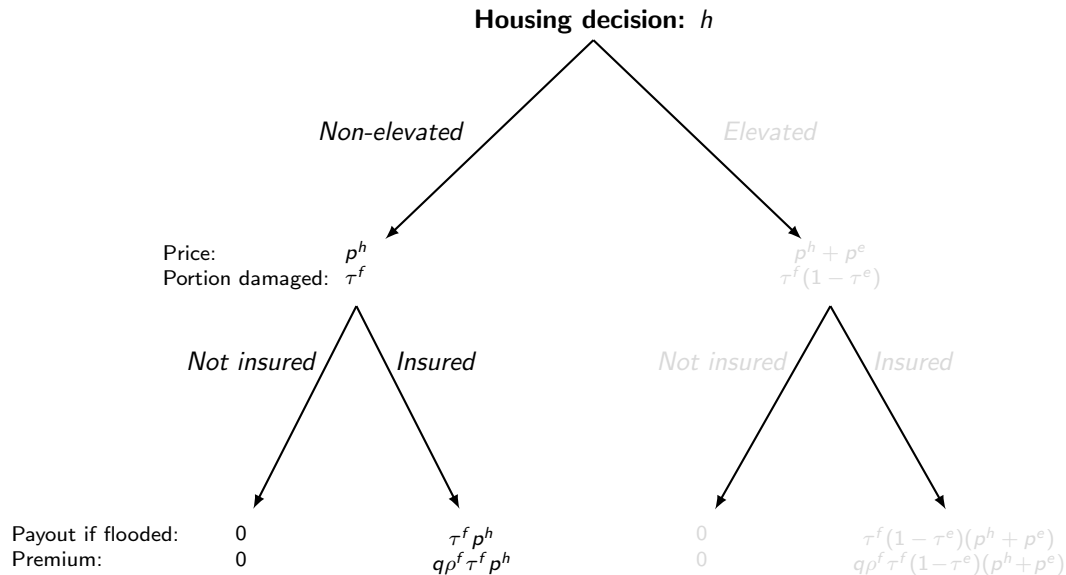 Housing decision: h
Non-elevated Elevated
Price: p^h p^h + p^e
Portion damaged: τ^f τ^f(1 − τ^e)
Not insured Insured Not insured Insured
Payout if flooded: 0 τ^f p^h 0 τ^f(1 − τ^e)(p^h + p^e)
Premium: 0 qρ^f τ^f p^h 0 qρ^f τ^f(1−τ^e)(p^h+p^e)